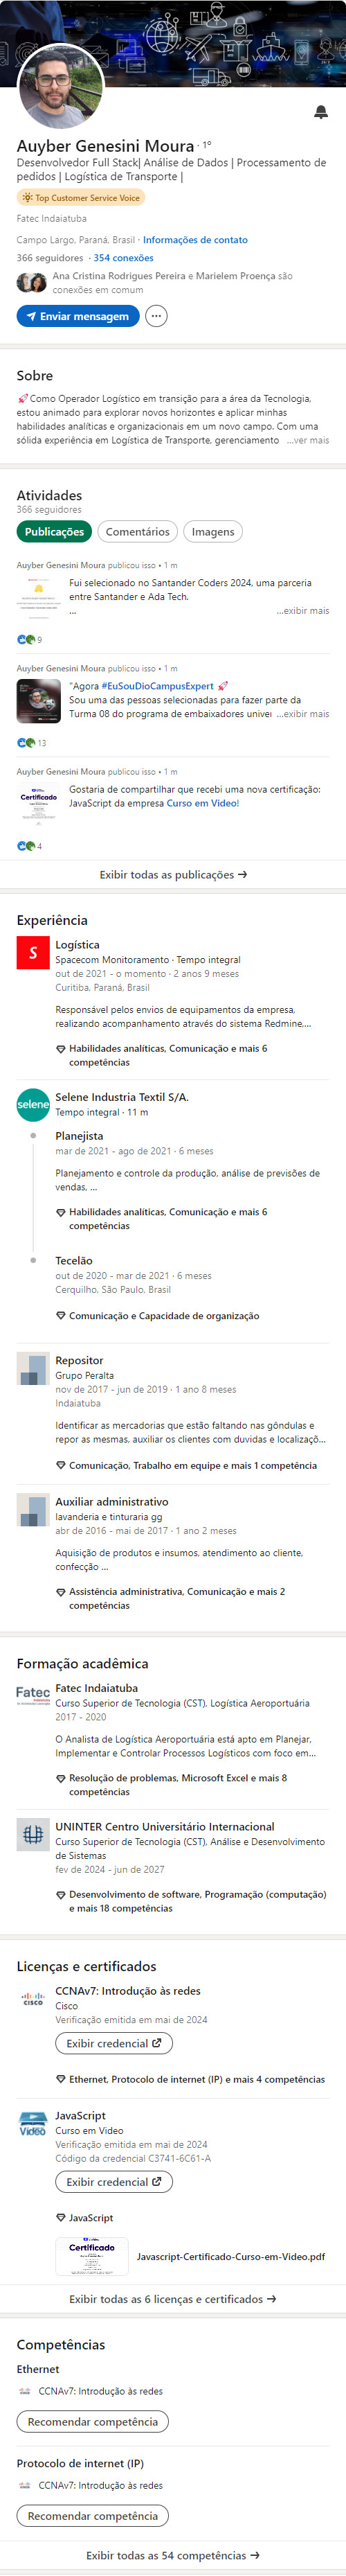 Auyber Genesini Moura · 1º
Desenvolvedor Full Stack| Análise de Dados | Processamento de
pedidos | Logística de Transporte |
Top Customer Service Voice
Fatec Indaiatuba
Campo Largo, Paraná, Brasil · Informações de contato
366 seguidores · 354 conexões
Ana Cristina Rodrigues Pereira e Marielem Proença são
conexões em comum
Enviar mensagem
Sobre
🚀Como Operador Logístico em transição para a área da Tecnologia,
estou animado para explorar novos horizontes e aplicar minhas
habilidades analíticas e organizacionais em um novo campo. Com uma
sólida experiência em Logística de Transporte, gerenciamento ...ver mais
Atividades
366 seguidores
Publicações Comentários Imagens
Auyber Genesini Moura publicou isso • 1 m
Fui selecionado no Santander Coders 2024, uma parceria
entre Santander e Ada Tech.
... ...exibir mais
9
Auyber Genesini Moura publicou isso • 1 m
"Agora #EuSouDioCampusExpert 🚀
Sou uma das pessoas selecionadas para fazer parte da
Turma 08 do programa de embaixadores univer ...exibir mais
13
Auyber Genesini Moura publicou isso • 1 m
Certificado
Gostaria de compartilhar que recebi uma nova certificação:
JavaScript da empresa Curso em Video!
4
Exibir todas as publicações →
Experiência
S
Logística
Spacecom Monitoramento · Tempo integral
out de 2021 - o momento · 2 anos 9 meses
Curitiba, Paraná, Brasil
Responsável pelos envios de equipamentos da empresa,
realizando acompanhamento através do sistema Redmine,...
Habilidades analíticas, Comunicação e mais 6
competências
selene
Selene Industria Textil S/A.
Tempo integral · 11 m
Planejista
mar de 2021 - ago de 2021 · 6 meses
Planejamento e controle da produção, análise de previsões de
vendas, ...
Habilidades analíticas, Comunicação e mais 6
competências
Tecelão
out de 2020 - mar de 2021 · 6 meses
Cerquilho, São Paulo, Brasil
Comunicação e Capacidade de organização
Repositor
Grupo Peralta
nov de 2017 - jun de 2019 · 1 ano 8 meses
Indaiatuba
Identificar as mercadorias que estão faltando nas gôndulas e
repor as mesmas, auxiliar os clientes com duvidas e localizaçõ...
Comunicação, Trabalho em equipe e mais 1 competência
Auxiliar administrativo
lavanderia e tinturaria gg
abr de 2016 - mai de 2017 · 1 ano 2 meses
Aquisição de produtos e insumos, atendimento ao cliente,
confecção ...
Assistência administrativa, Comunicação e mais 2
competências
Formação acadêmica
Fatec
Fatec Indaiatuba
Curso Superior de Tecnologia (CST), Logística Aeroportuária
2017 - 2020
O Analista de Logística Aeroportuária está apto em Planejar,
Implementar e Controlar Processos Logísticos com foco em...
Resolução de problemas, Microsoft Excel e mais 8
competências
UNINTER Centro Universitário Internacional
Curso Superior de Tecnologia (CST), Análise e Desenvolvimento
de Sistemas
fev de 2024 - jun de 2027
Desenvolvimento de software, Programação (computação)
e mais 18 competências
Licenças e certificados
CISCO
CCNAv7: Introdução às redes
Cisco
Verificação emitida em mai de 2024
Exibir credencial
Ethernet, Protocolo de internet (IP) e mais 4 competências
Vídeo
JavaScript
Curso em Video
Verificação emitida em mai de 2024
Código da credencial C3741-6C61-A
Exibir credencial
JavaScript
Certificado
Javascript-Certificado-Curso-em-Video.pdf
Exibir todas as 6 licenças e certificados →
Competências
Ethernet
CCNAv7: Introdução às redes
Recomendar competência
Protocolo de internet (IP)
CCNAv7: Introdução às redes
Recomendar competência
Exibir todas as 54 competências →